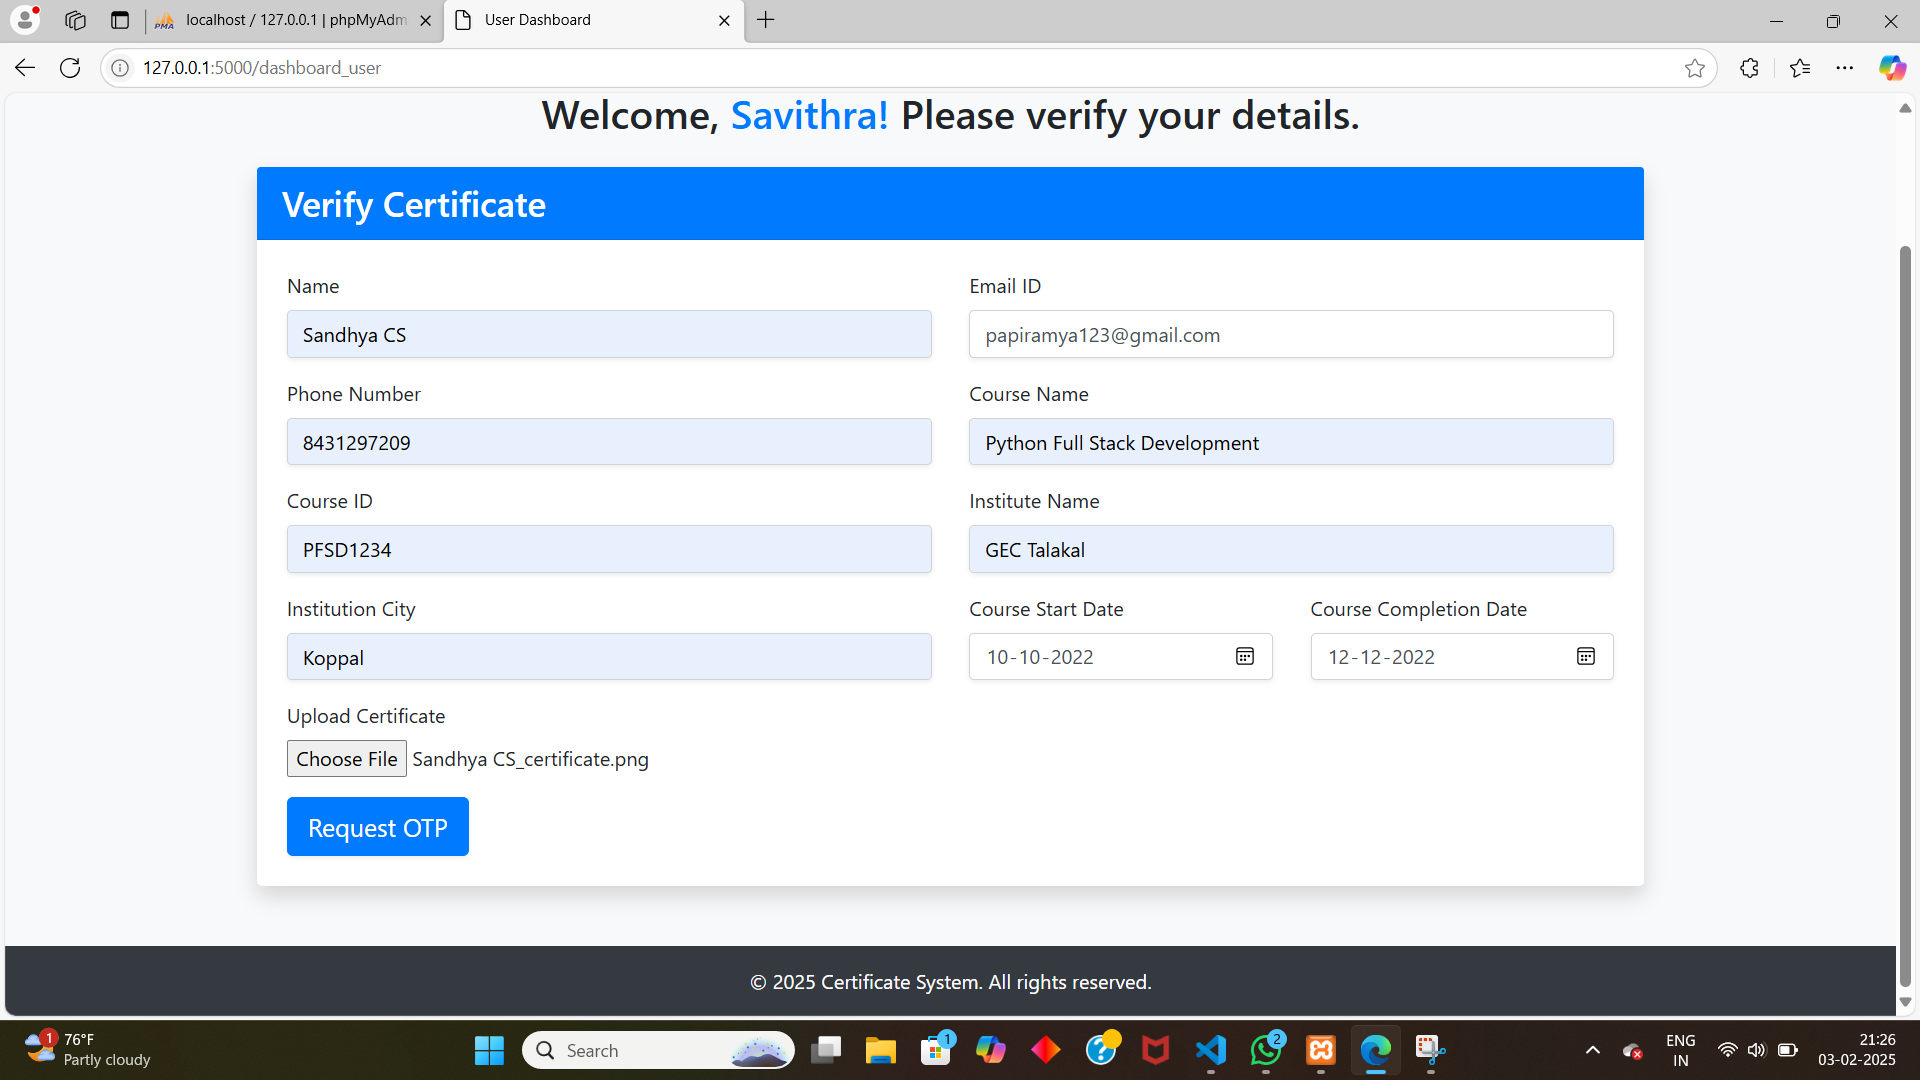 localhost / 127.0.0.1 | phpMyAdm
User Dashboard
127.0.0.1:5000/dashboard_user
Welcome, Savithra! Please verify your details.
Verify Certificate
Name
Email ID
Sandhya CS
papiramya123@gmail.com
Phone Number
Course Name
8431297209
Python Full Stack Development
Course ID
Institute Name
PFSD1234
GEC Talakal
Institution City
Course Start Date
Course Completion Date
Koppal
10-10-2022
12-12-2022
Upload Certificate
Choose File Sandhya CS_certificate.png
Request OTP
© 2025 Certificate System. All rights reserved.
1
76°F
Partly cloudy
Search
1
2
ENG
IN
21:26
03-02-2025